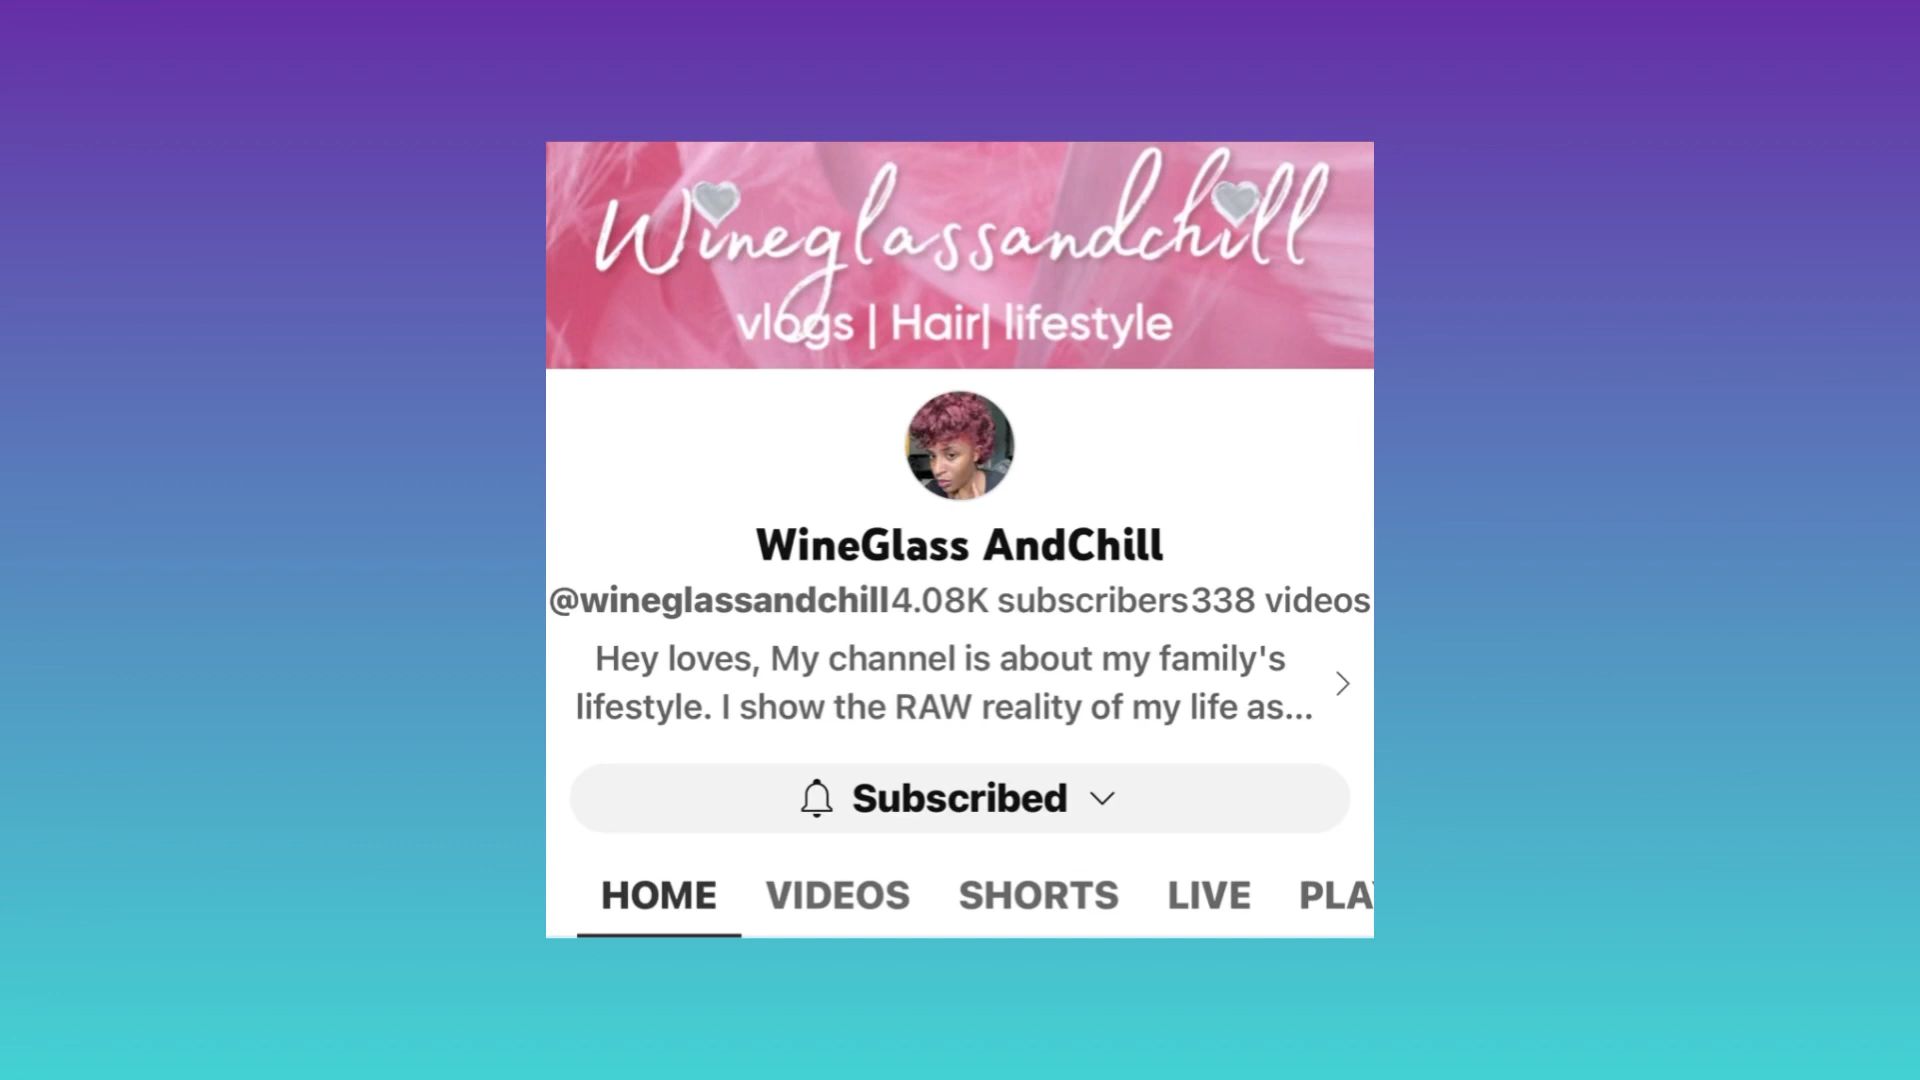 Wineglassandchill
vlogs | Hair| lifestyle
WineGlass AndChill
@wineglassandchill4.08K subscribers338 videos
Hey loves, My channel is about my family's
lifestyle. I show the RAW reality of my life as...
Subscribed
HOME VIDEOS SHORTS LIVE PLA